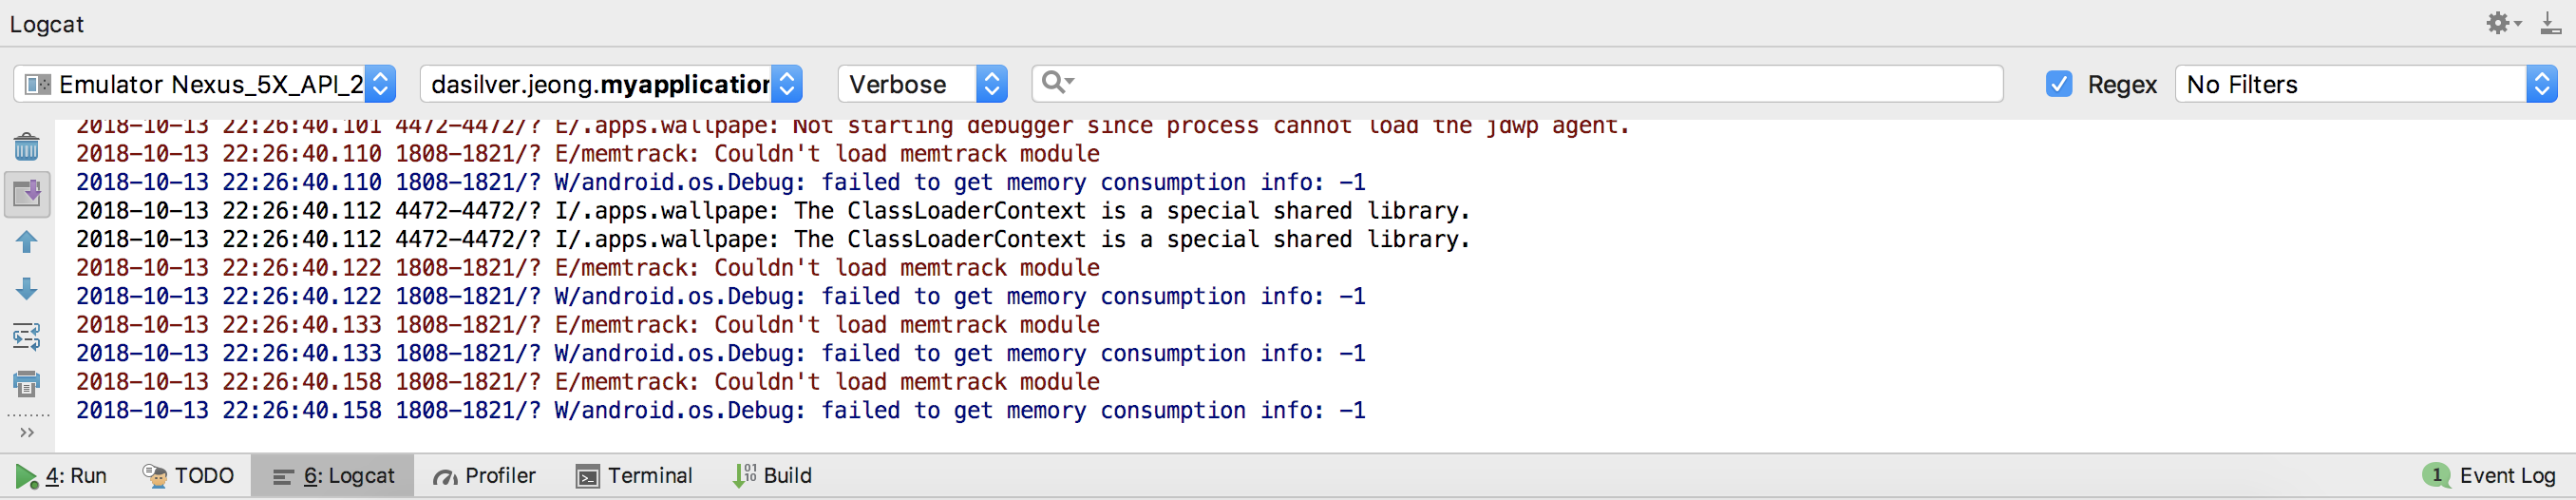 Logcat
Emulator Nexus_5X_API_2 dasilver.jeong.myapplication Verbose Regex No Filters
2018-10-13 22:26:40.101 4472-4472/? E/.apps.wallpape: Not starting debugger since process cannot load the jdwp agent.
2018-10-13 22:26:40.110 1808-1821/? E/memtrack: Couldn't load memtrack module
2018-10-13 22:26:40.110 1808-1821/? W/android.os.Debug: failed to get memory consumption info: -1
2018-10-13 22:26:40.112 4472-4472/? I/.apps.wallpape: The ClassLoaderContext is a special shared library.
2018-10-13 22:26:40.112 4472-4472/? I/.apps.wallpape: The ClassLoaderContext is a special shared library.
2018-10-13 22:26:40.122 1808-1821/? E/memtrack: Couldn't load memtrack module
2018-10-13 22:26:40.122 1808-1821/? W/android.os.Debug: failed to get memory consumption info: -1
2018-10-13 22:26:40.133 1808-1821/? E/memtrack: Couldn't load memtrack module
2018-10-13 22:26:40.133 1808-1821/? W/android.os.Debug: failed to get memory consumption info: -1
2018-10-13 22:26:40.158 1808-1821/? E/memtrack: Couldn't load memtrack module
2018-10-13 22:26:40.158 1808-1821/? W/android.os.Debug: failed to get memory consumption info: -1
4: Run TODO 6: Logcat Profiler Terminal Build 1 Event Log